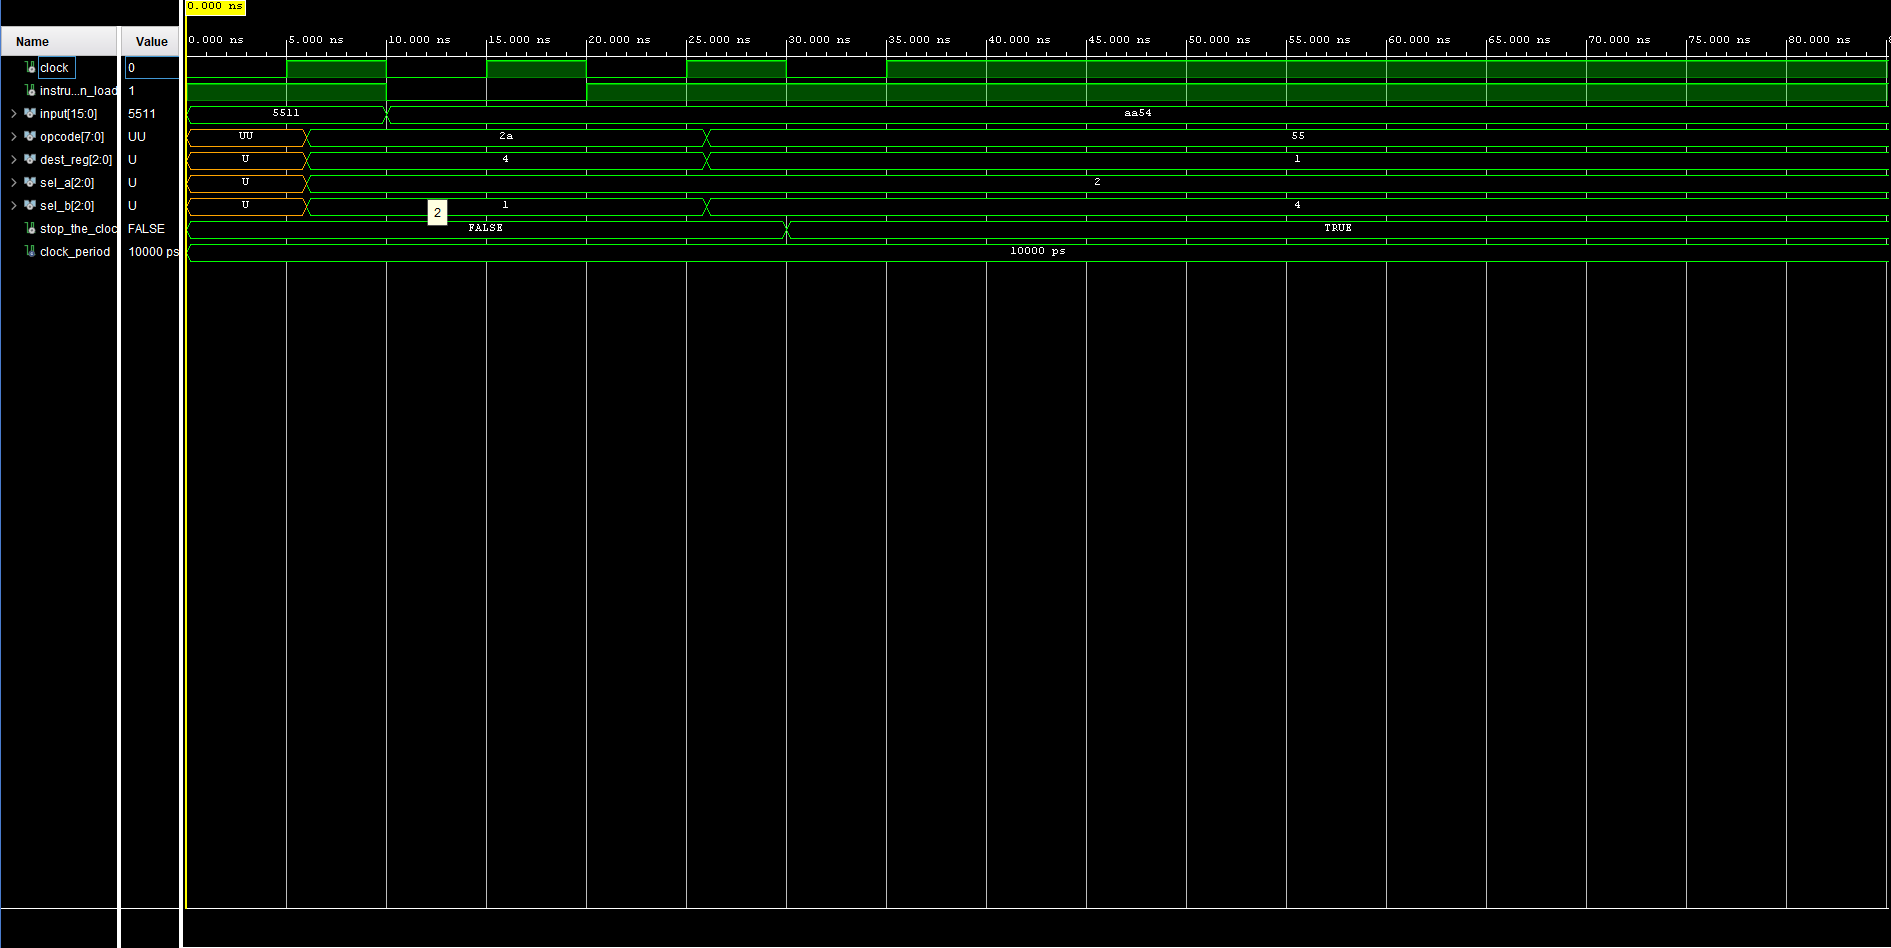 0.000 ns
Name Value
0.000 ns 5.000 ns 10.000 ns 15.000 ns 20.000 ns 25.000 ns 30.000 ns 35.000 ns 40.000 ns 45.000 ns 50.000 ns 55.000 ns 60.000 ns 65.000 ns 70.000 ns 75.000 ns 80.000 ns
clock 0
instru...n_load 1
input[15:0] 5511 5511 aa54
opcode[7:0] UU UU 2a 55
dest_reg[2:0] U U 4 1
sel_a[2:0] U U 2
sel_b[2:0] U U 1 4
2
stop_the_cloc FALSE FALSE TRUE
clock_period 10000 ps 10000 ps